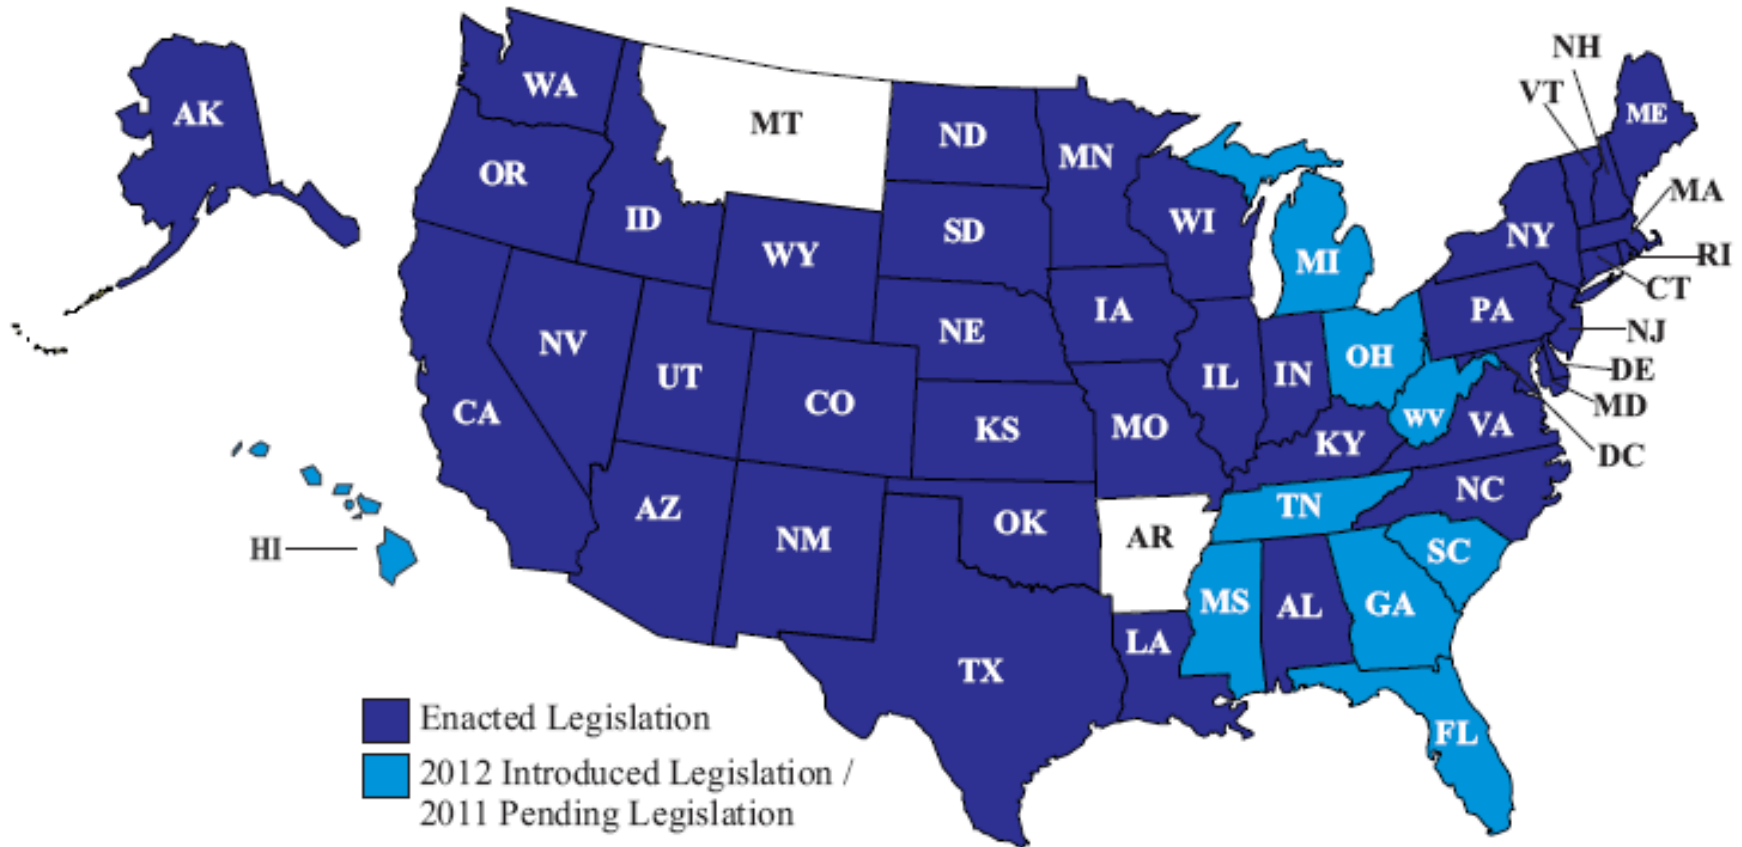 NH
VT
AK
WA
MT
ND
MN
ME
OR
ID
WY
SD
WI
MI
NY
MA
RI
CT
NV
UT
CO
NE
IA
IL
IN
OH
PA
NJ
DE
MD
DC
CA
KS
MO
KY
WV
VA
HI
AZ
NM
OK
AR
TN
NC
SC
TX
LA
MS
AL
GA
FL
Enacted Legislation
2012 Introduced Legislation /
2011 Pending Legislation